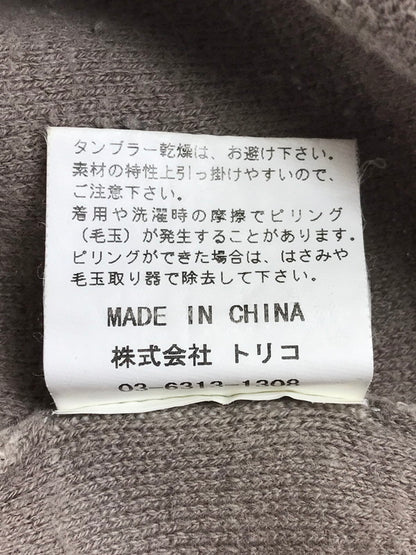 タンブラー乾燥は、お避け下さい。
素材の特性上引っ掛けやすいので、
ご注意下さい。
着用や洗濯時の摩擦でピリング
（毛玉）が発生することがあります。
ピリングができた場合は、はさみや
毛玉取り器で除去して下さい。
MADE IN CHINA
株式会社 トリコ
03-6313-1308